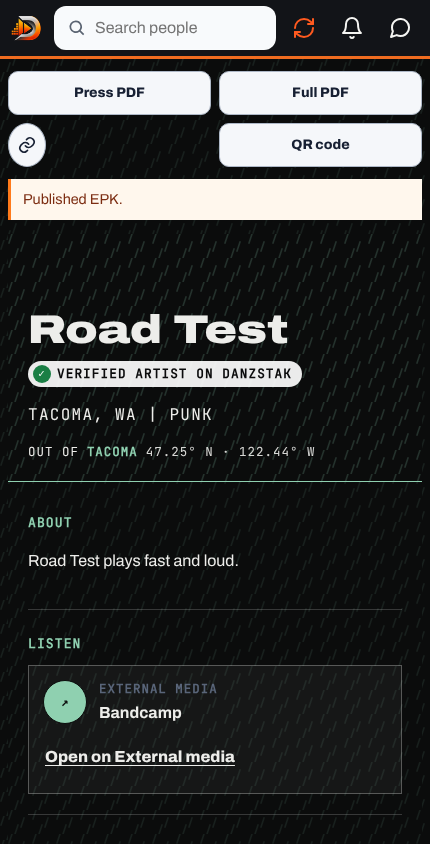 Search people
Press PDF
Full PDF
QR code
Published EPK.
Road Test
✓ VERIFIED ARTIST ON DANZSTAK
TACOMA, WA | PUNK
OUT OF TACOMA 47.25° N · 122.44° W
ABOUT
Road Test plays fast and loud.
LISTEN
↗ EXTERNAL MEDIA
Bandcamp
Open on External media